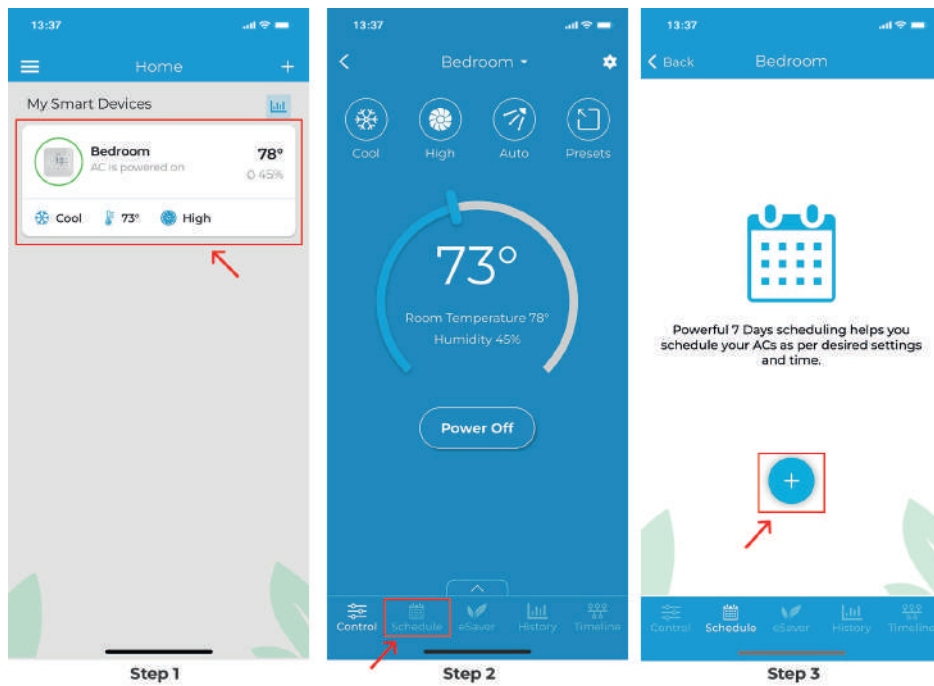 13:37
Home
+
My Smart Devices
Bedroom
AC is powered on
78°
45%
Cool
73°
High
Step 1
13:37
Bedroom
Cool
High
Auto
Presets
73°
Room Temperature 78°
Humidity 45%
Power Off
Control
Schedule
eSaver
History
Timeline
Step 2
13:37
Back
Bedroom
Powerful 7 Days scheduling helps you
schedule your ACs as per desired settings
and time.
+
Control
Schedule
eSaver
History
Timeline
Step 3